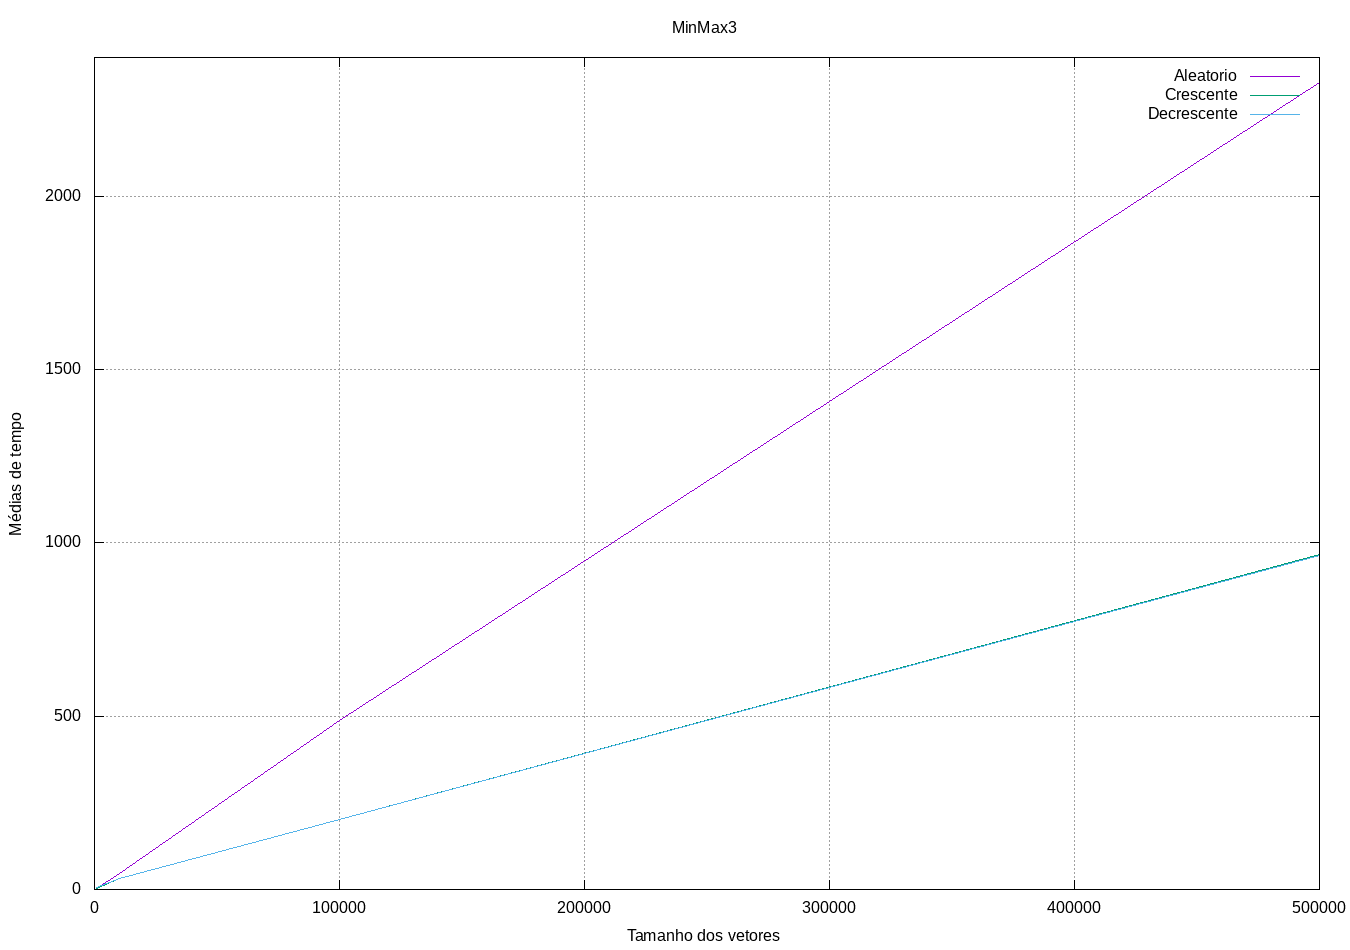 MinMax3
Aleatorio
Crescente
Decrescente
2000
1500
1000
500
0
Médias de tempo
0 100000 200000 300000 400000 500000
Tamanho dos vetores